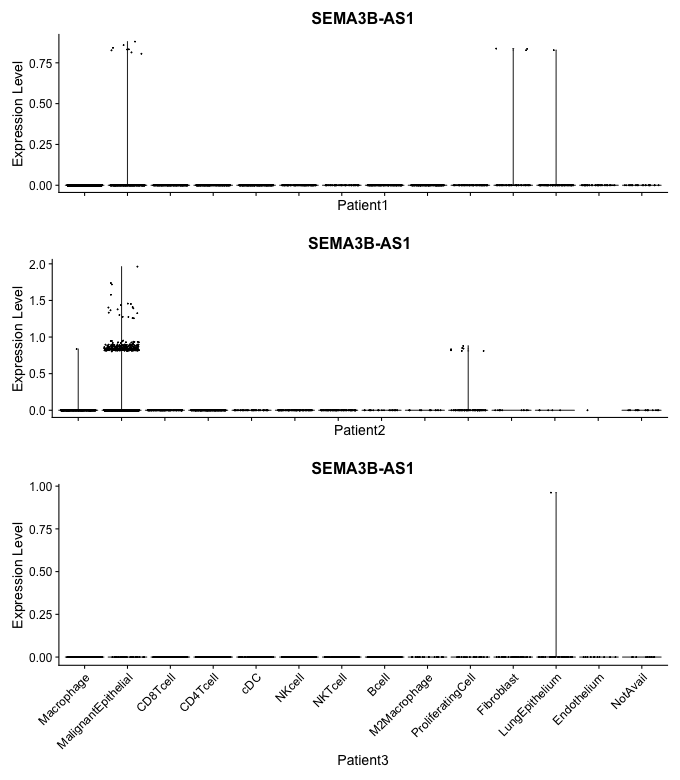 SEMA3B-AS1
Expression Level
0.75
0.50
0.25
0.00
Patient1
SEMA3B-AS1
Expression Level
2.0
1.5
1.0
0.5
0.0
Patient2
SEMA3B-AS1
Expression Level
1.00
0.75
0.50
0.25
0.00
Macrophage
MalignantEpithelial
CD8Tcell
CD4Tcell
cDC
NKcell
NKTcell
Bcell
M2Macrophage
ProliferatingCell
Fibroblast
LungEpithelium
Endothelium
NotAvail
Patient3